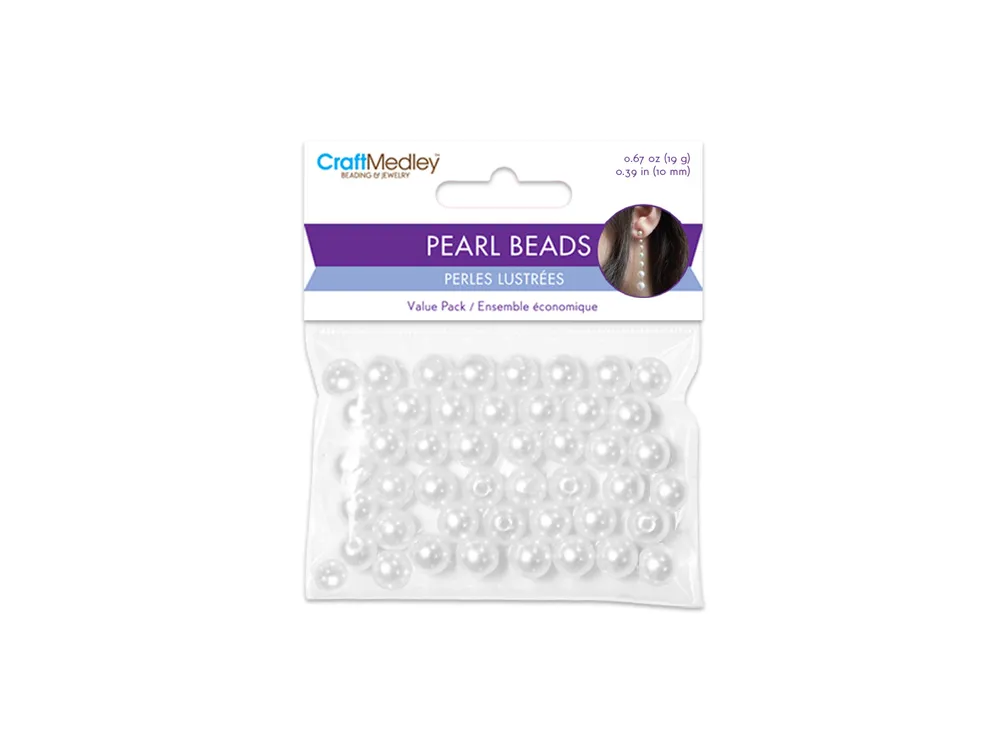 CraftMedley™
BEADING & JEWELRY
0.67 oz (19 g)
0.39 in (10 mm)
PEARL BEADS
PERLES LUSTRÉES
Value Pack / Ensemble économique